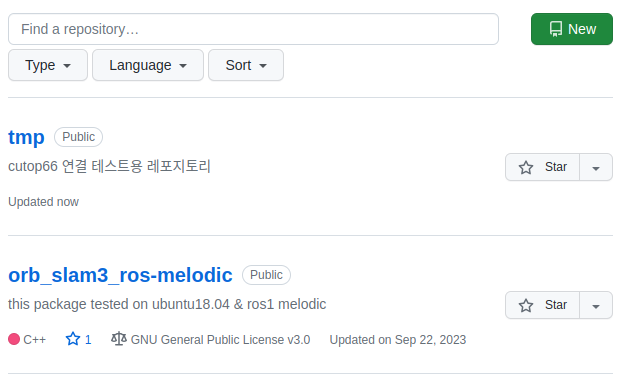 Find a repository…
New
Type
Language
Sort
tmp Public
cutop66 연결 테스트용 레포지토리
Star
Updated now
orb_slam3_ros-melodic Public
this package tested on ubuntu18.04 & ros1 melodic
Star
C++ 1 GNU General Public License v3.0 Updated on Sep 22, 2023